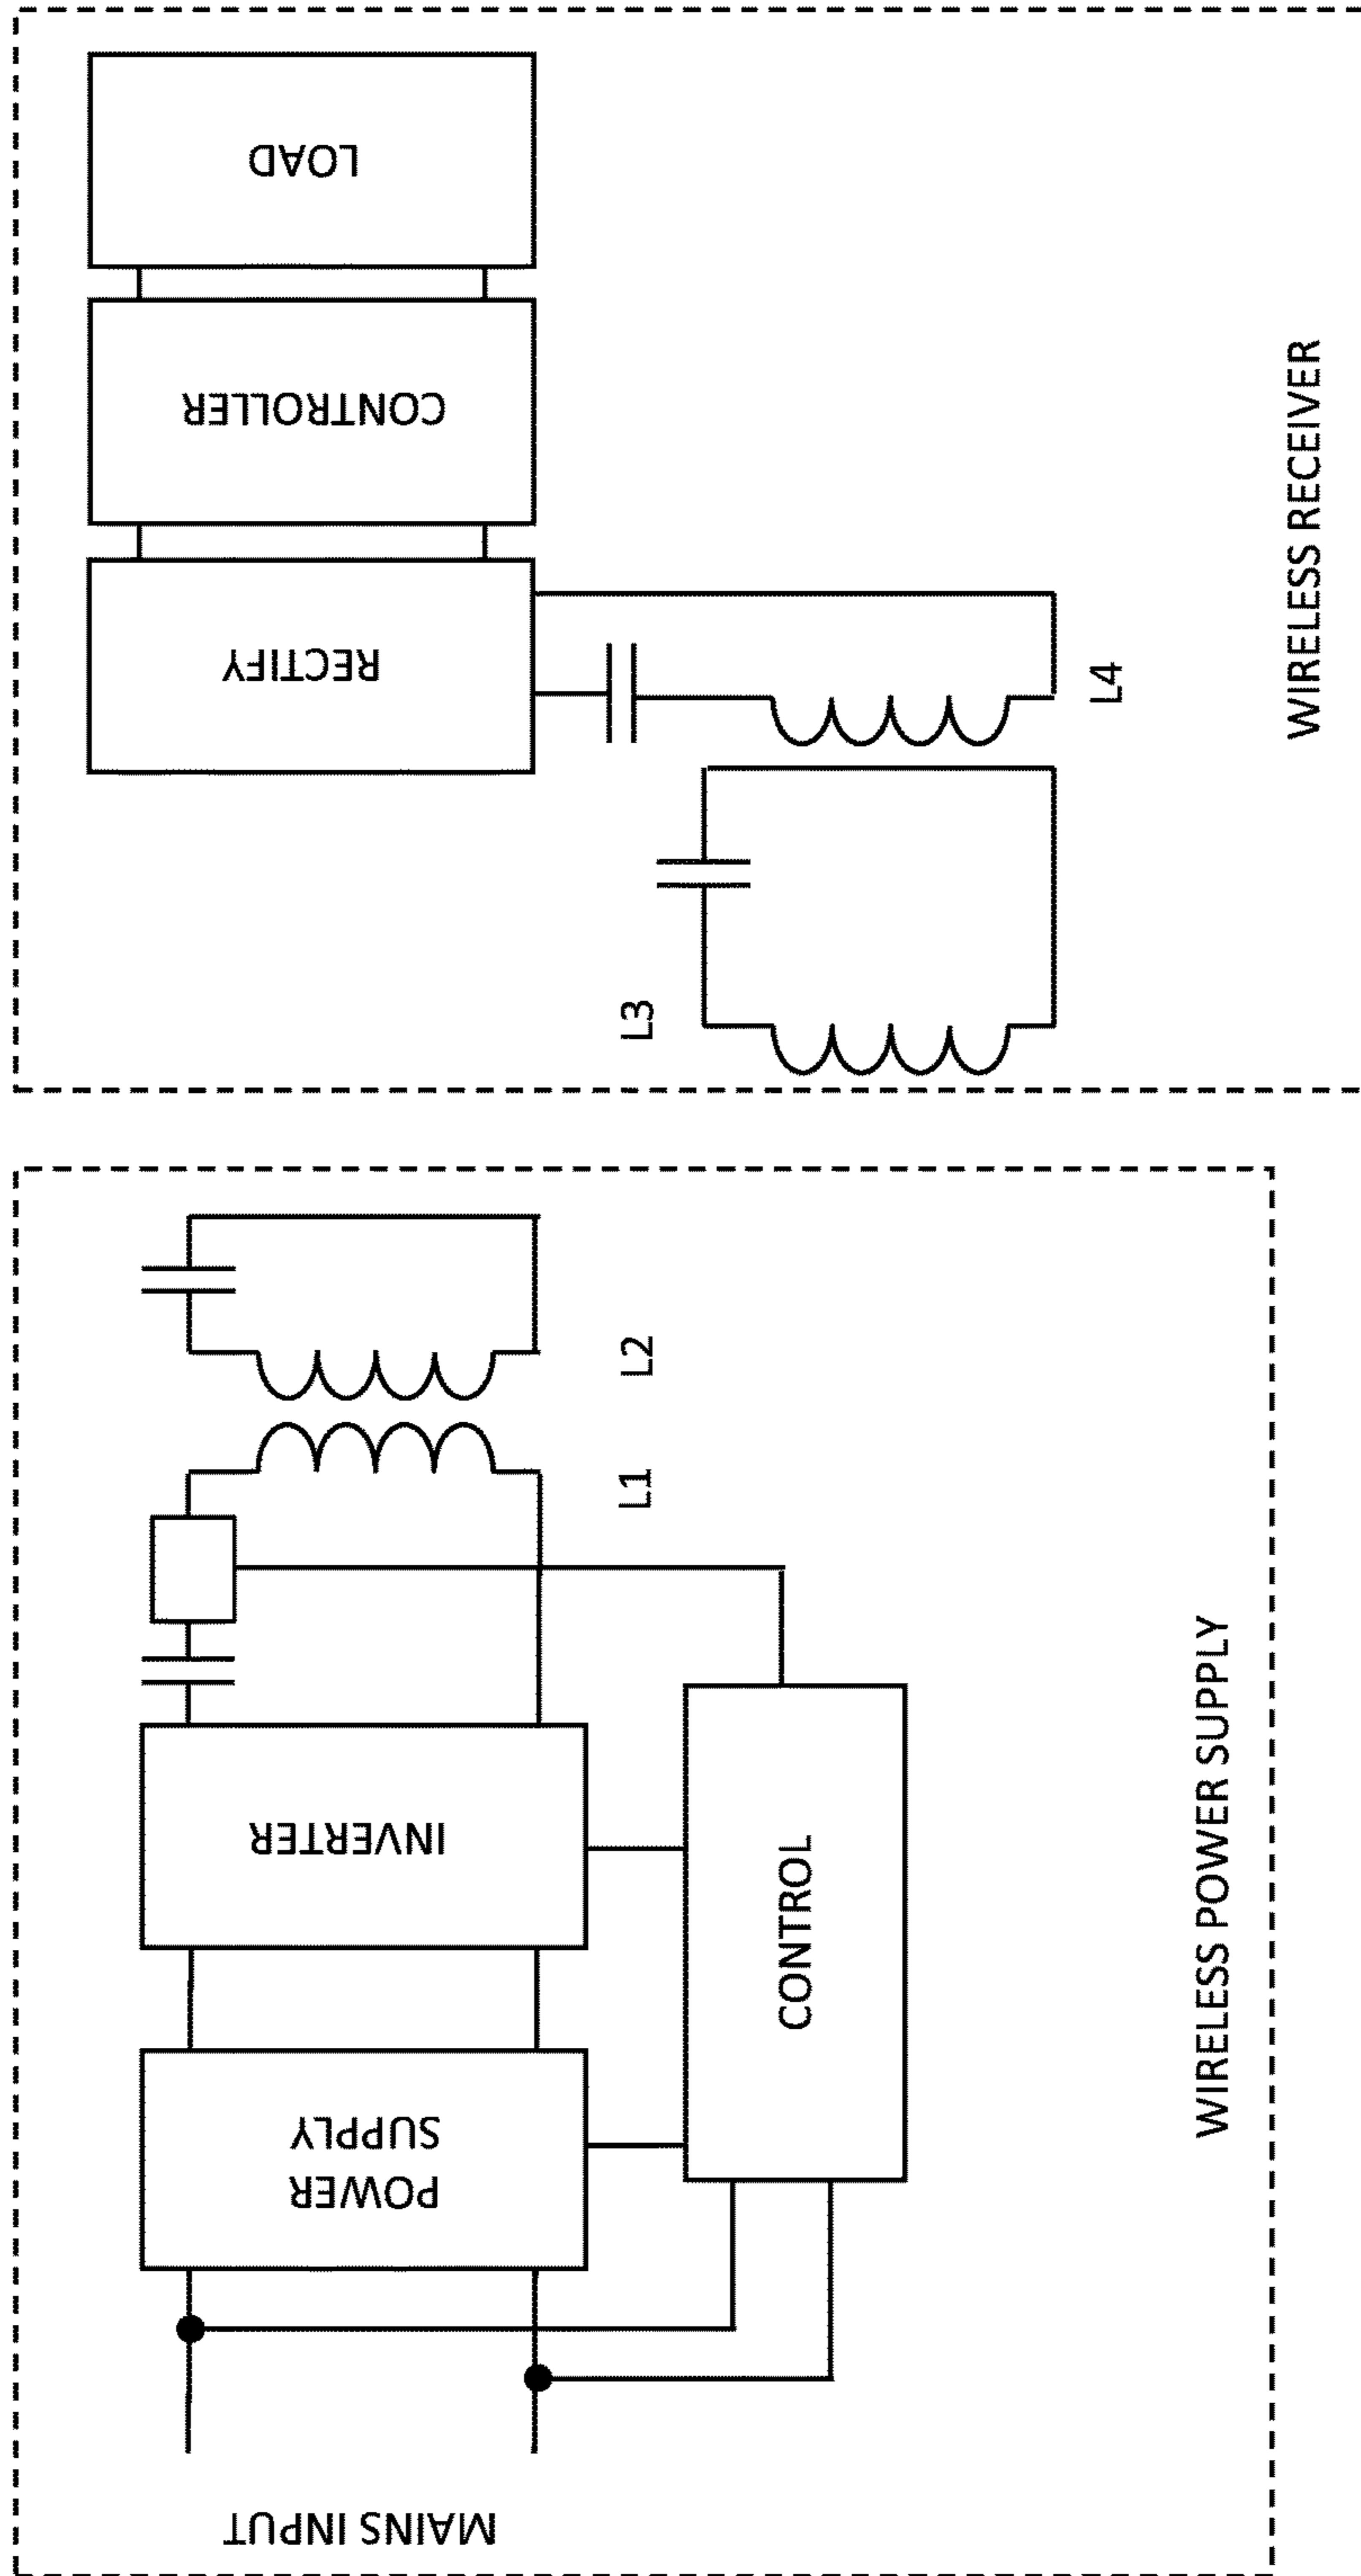 MAINS INPUT
POWER
SUPPLY
INVERTER
CONTROL
L1
L2
WIRELESS POWER SUPPLY
L3
L4
RECTIFY
CONTROLLER
LOAD
WIRELESS RECEIVER